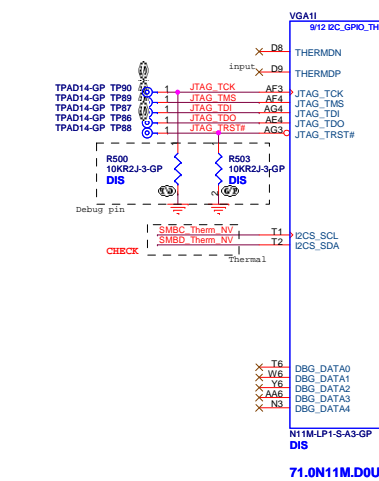 VGA1I
9/12 I2C_GPIO_TH
D8 THERMDN
input D9 THERMDP
TPAD14-GP TP90 1 JTAG_TCK AF3 JTAG_TCK
TPAD14-GP TP89 1 JTAG_TMS AF4 JTAG_TMS
TPAD14-GP TP87 1 JTAG_TDI AG4 JTAG_TDI
TPAD14-GP TP86 1 JTAG_TDO AE4 JTAG_TDO
TPAD14-GP TP88 1 JTAG_TRST# AG3 JTAG_TRST#
R500 R503
10KR2J-3-GP 10KR2J-3-GP
DIS DIS
2
Debug pin
SMBC_Therm_NV T1 I2CS_SCL
SMBD_Therm_NV T2 I2CS_SDA
CHECK Thermal
T6 DBG_DATA0
W6 DBG_DATA1
Y6 DBG_DATA2
AA6 DBG_DATA3
N3 DBG_DATA4
N11M-LP1-S-A3-GP
DIS
71.0N11M.D0U